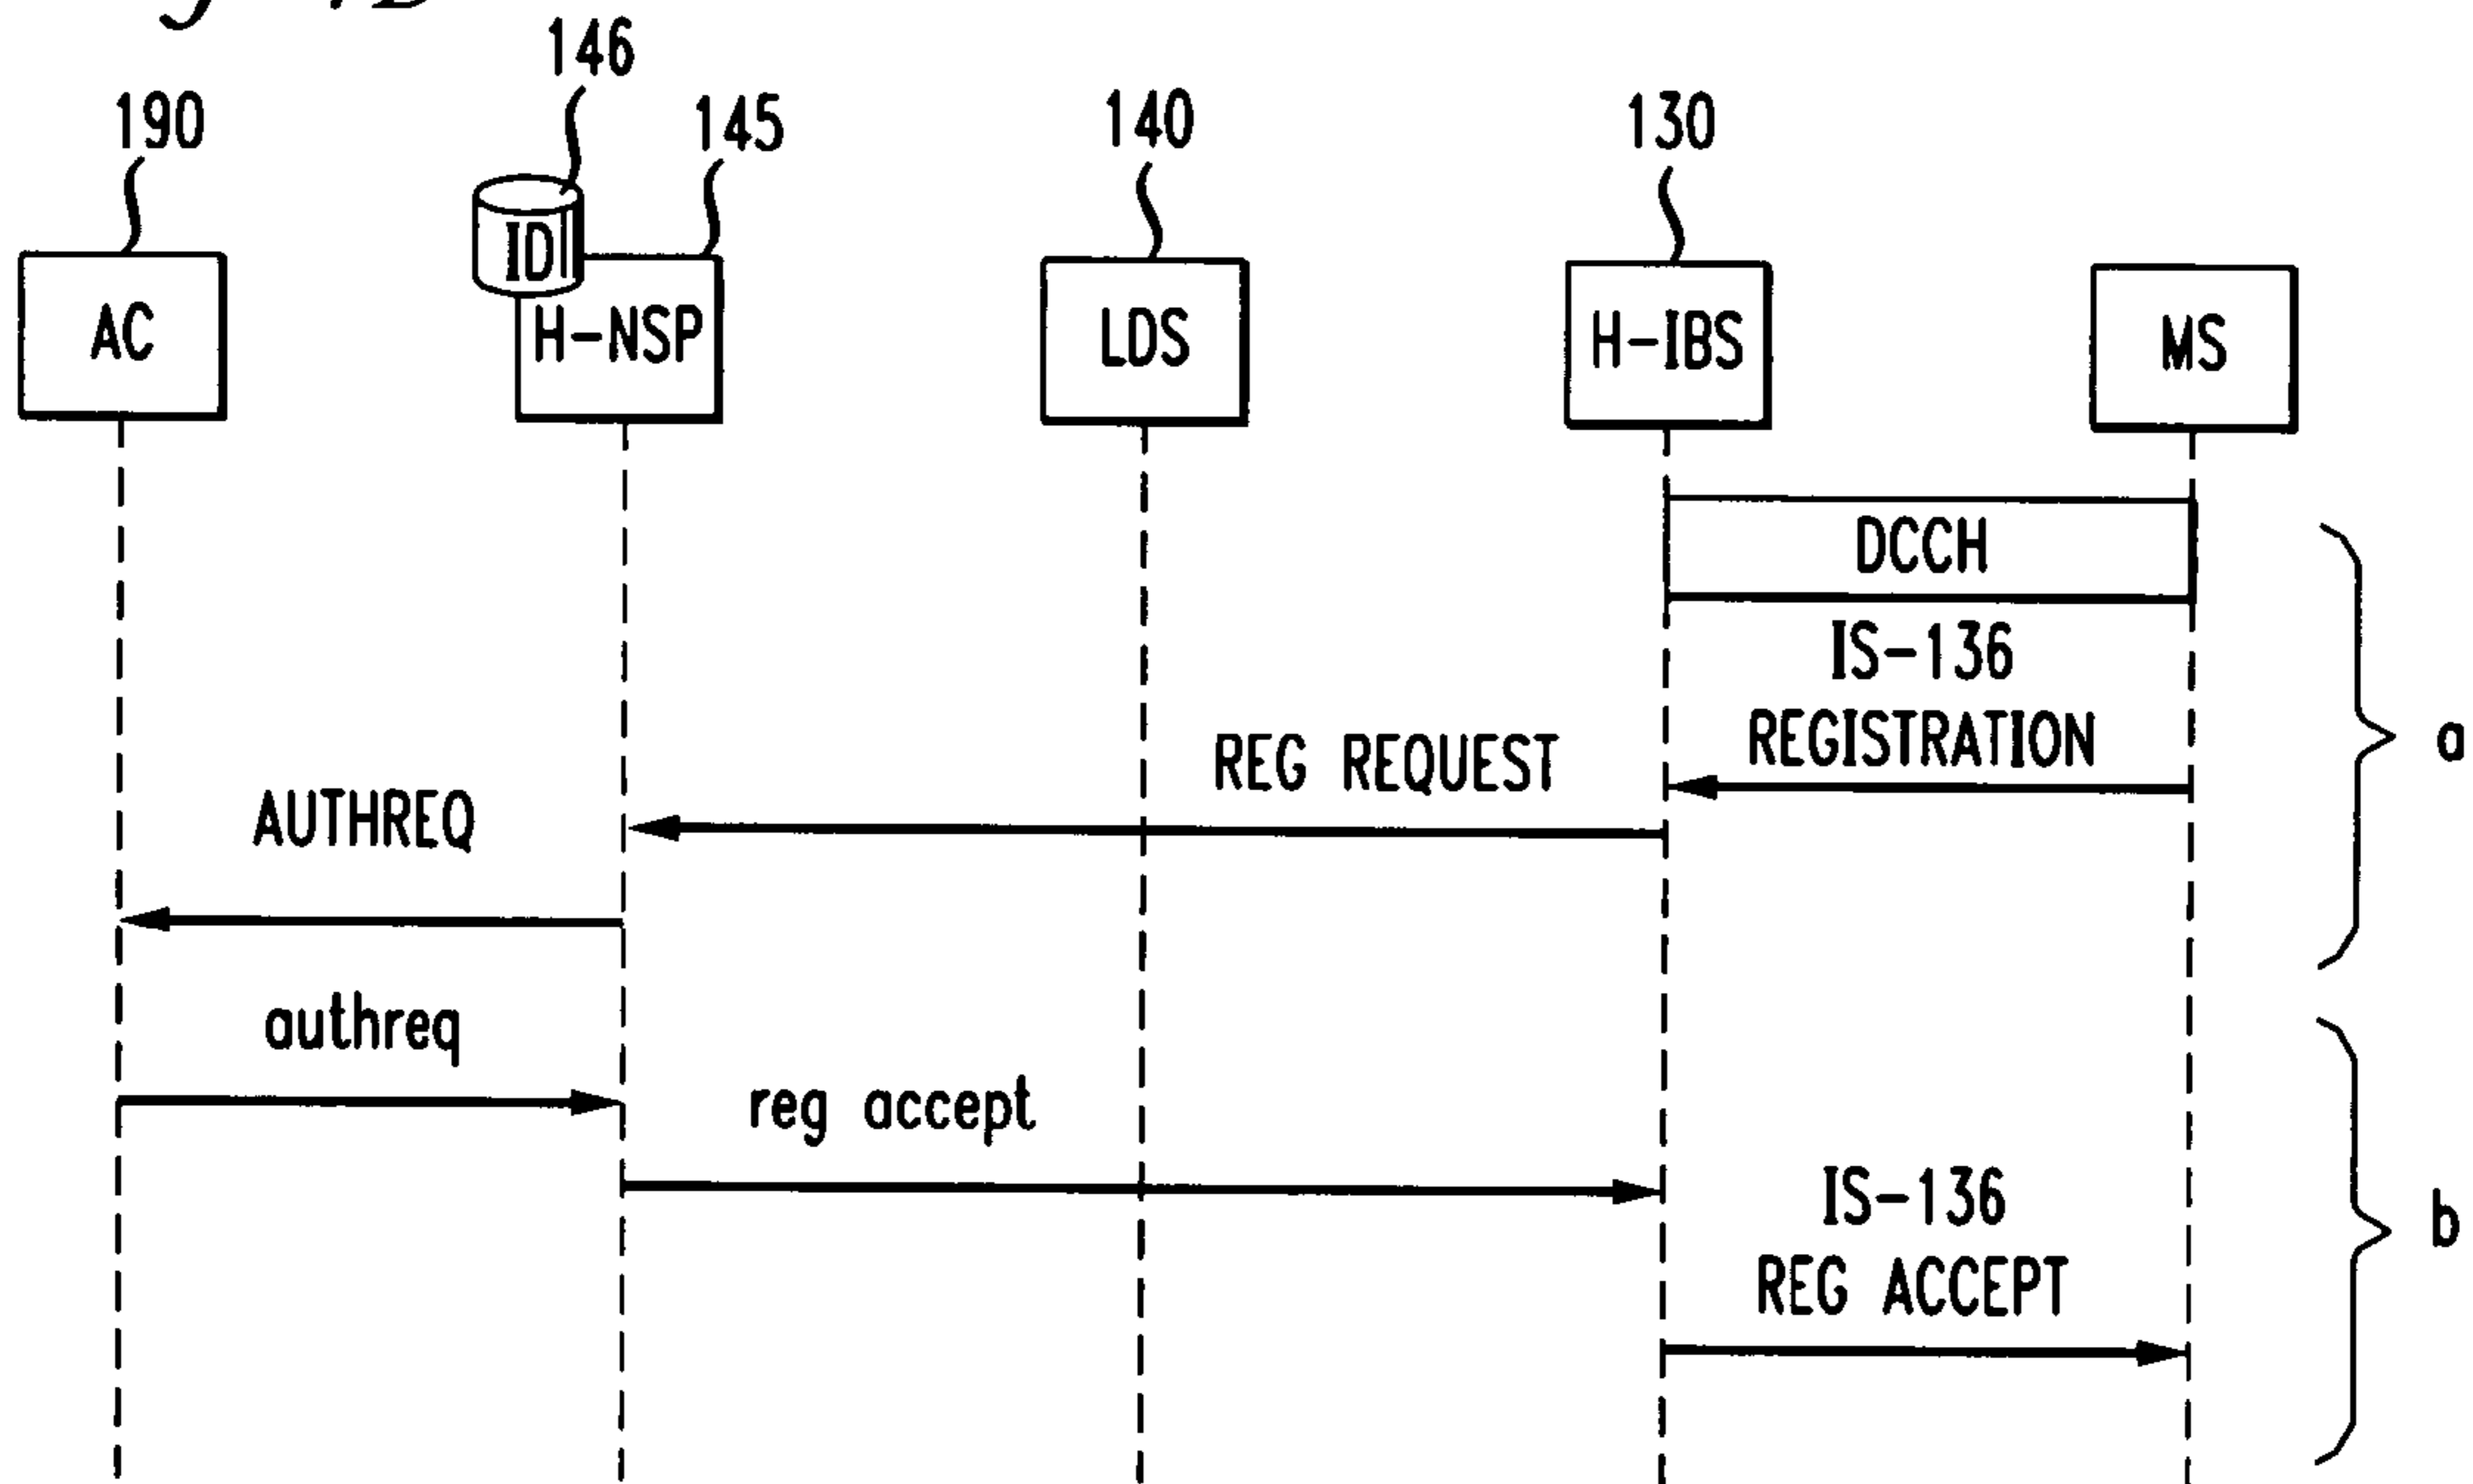 146
190
145
140
130
ID
AC
H-NSP
LDS
H-IBS
MS
DCCH
IS-136
REGISTRATION
REG REQUEST
a
AUTHREQ
authreq
reg accept
IS-136
REG ACCEPT
b